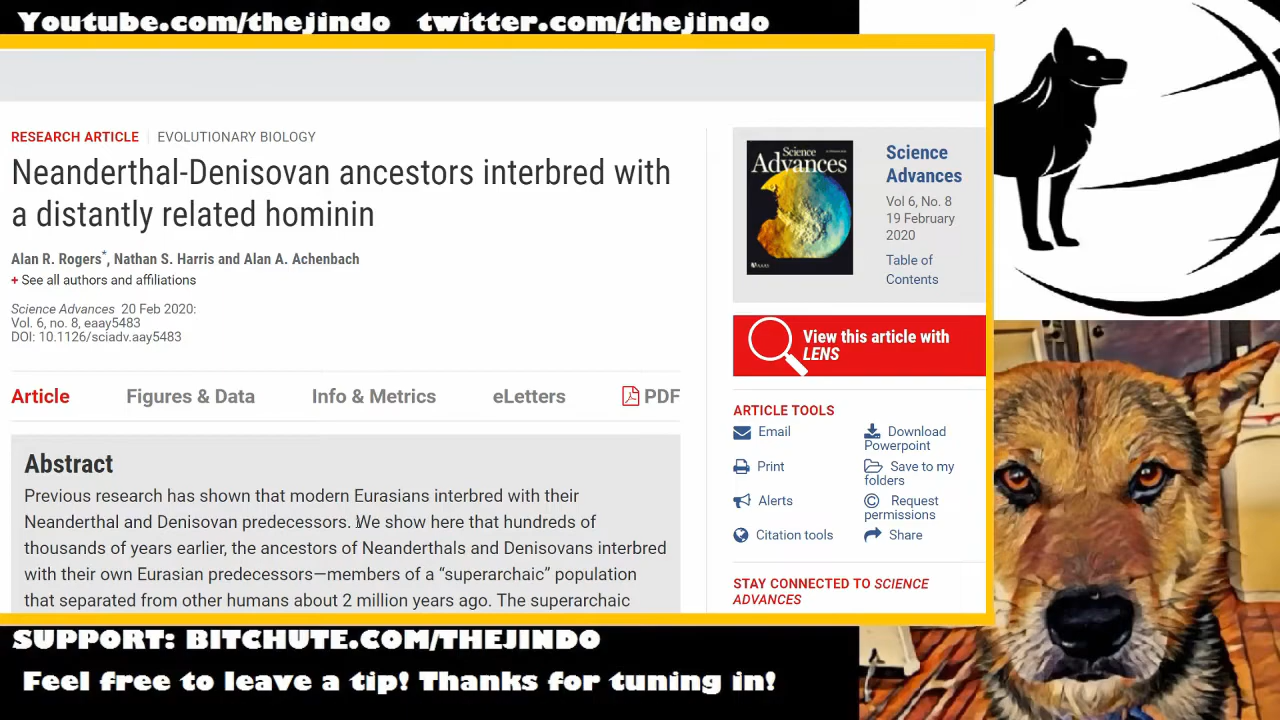 Youtube.com/thejindo twitter.com/thejindo
RESEARCH ARTICLE EVOLUTIONARY BIOLOGY
Neanderthal-Denisovan ancestors interbred with
a distantly related hominin
Alan R. Rogers*, Nathan S. Harris and Alan A. Achenbach
+ See all authors and affiliations
Science Advances 20 Feb 2020:
Vol. 6, no. 8, eaay5483
DOI: 10.1126/sciadv.aay5483
Article Figures & Data Info & Metrics eLetters PDF
Abstract
Previous research has shown that modern Eurasians interbred with their
Neanderthal and Denisovan predecessors. We show here that hundreds of
thousands of years earlier, the ancestors of Neanderthals and Denisovans interbred
with their own Eurasian predecessors—members of a “superarchaic” population
that separated from other humans about 2 million years ago. The superarchaic
Science
Advances
Science
Advances
Vol 6, No. 8
19 February
2020
Table of
Contents
View this article with
LENS
ARTICLE TOOLS
Email
Download
Powerpoint
Print
Save to my
folders
Alerts
© Request
permissions
Citation tools
Share
STAY CONNECTED TO SCIENCE
ADVANCES
SUPPORT: BITCHUTE.COM/THEJINDO
Feel free to leave a tip! Thanks for tuning in!